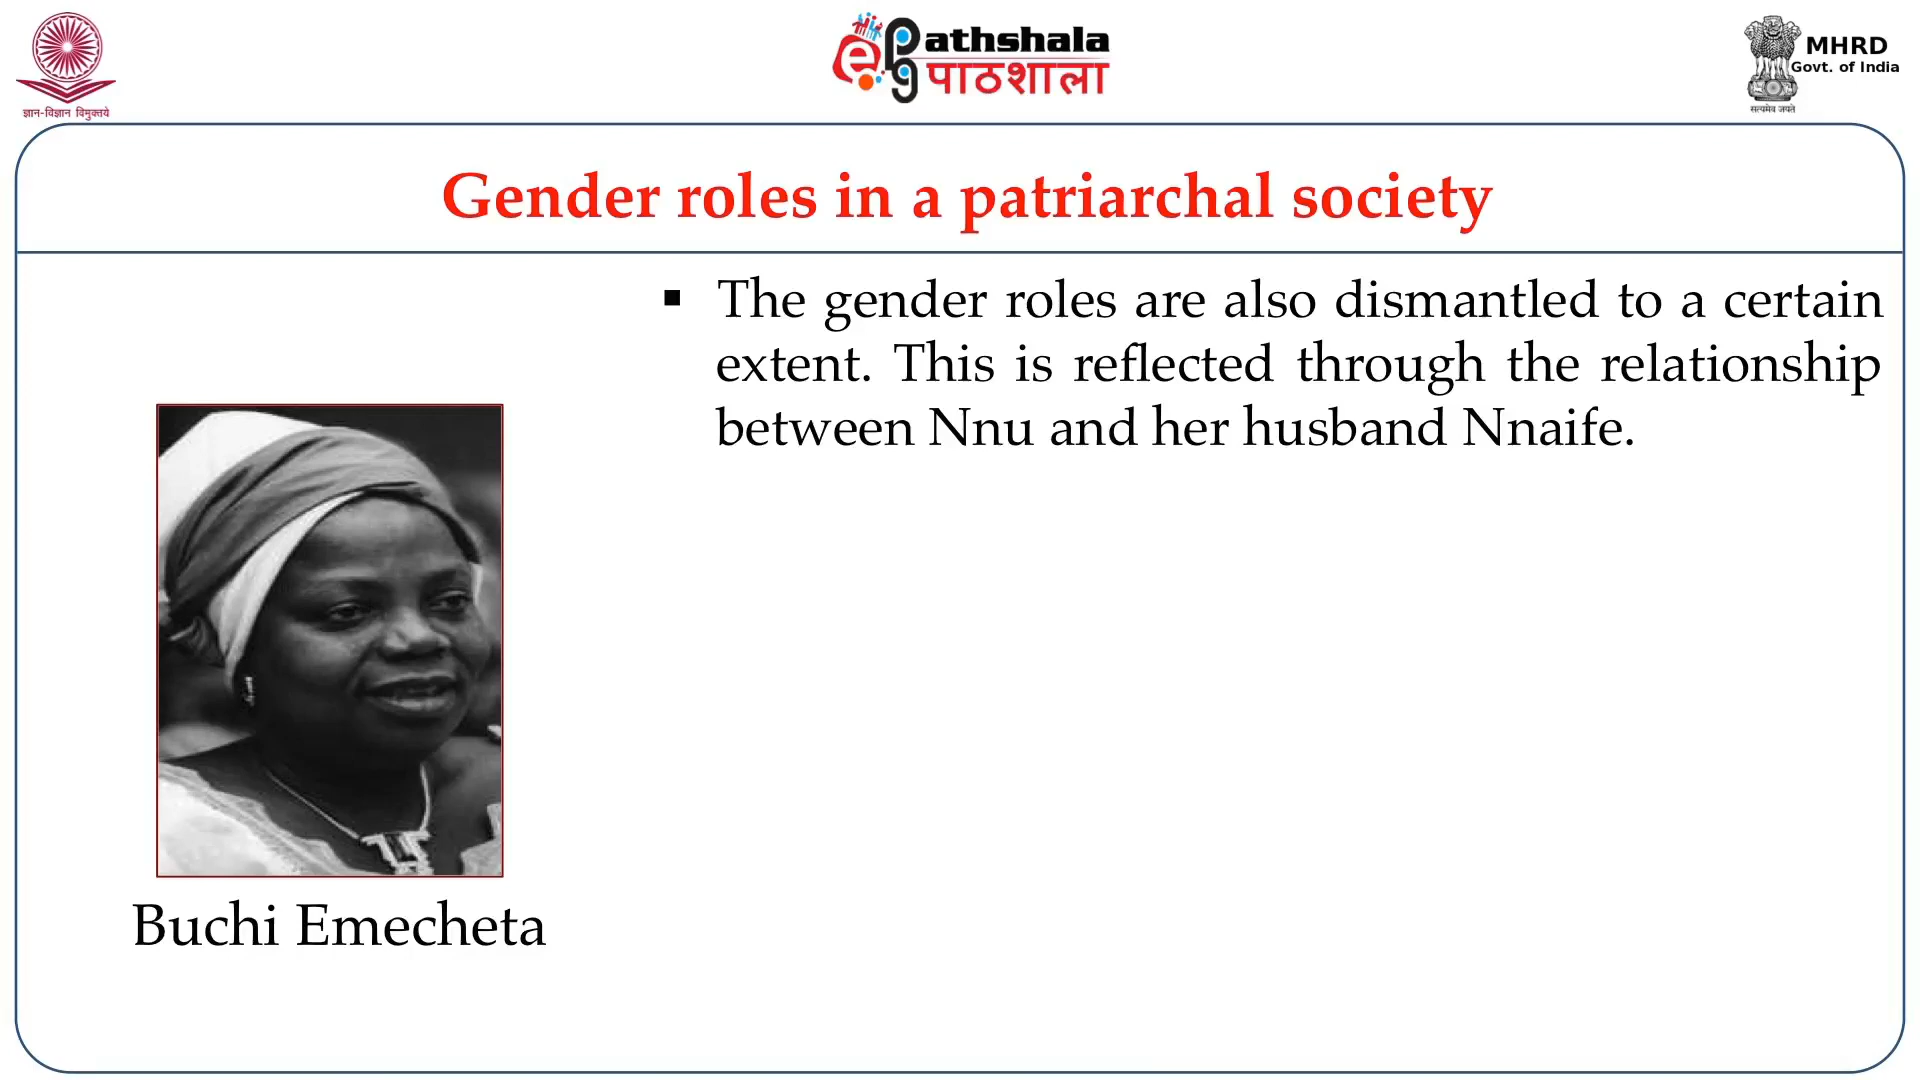 ज्ञान-विज्ञान विमुक्तये
ePathshala
पाठशाला
MHRD
Govt. of India
सत्यमेव जयते
Gender roles in a patriarchal society
▪ The gender roles are also dismantled to a certain
extent. This is reflected through the relationship
between Nnu and her husband Nnaife.
Buchi Emecheta